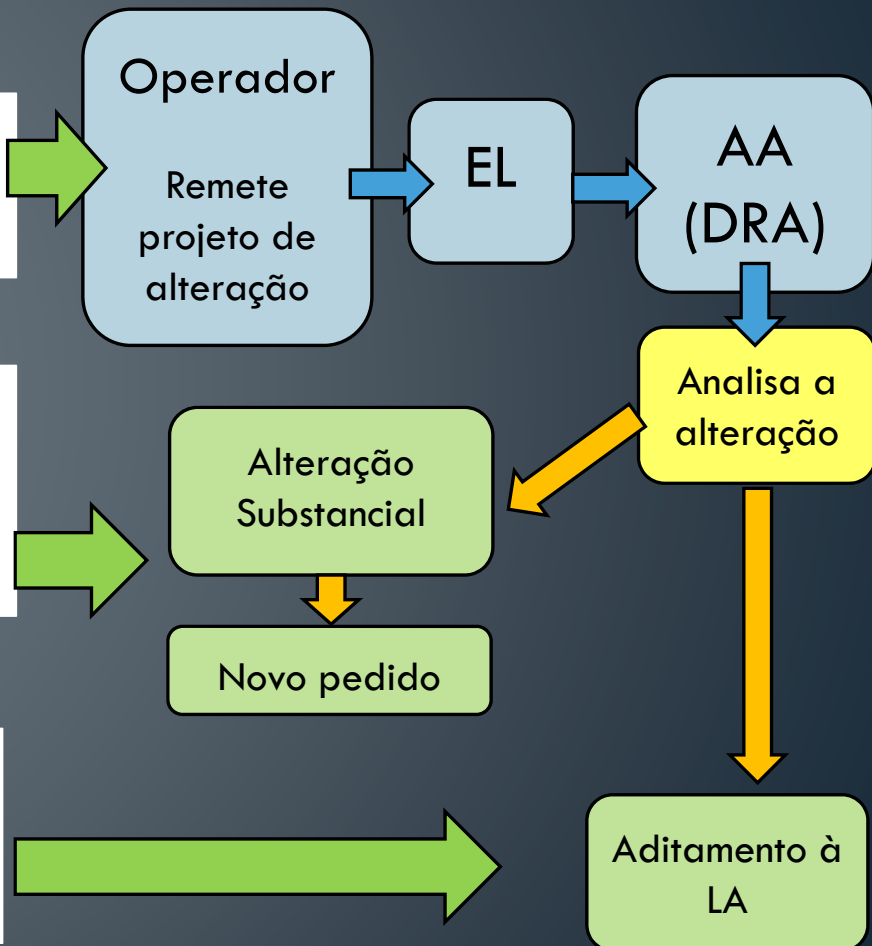 Operador
Remete
projeto de
alteração
EL
AA
(DRA)
Analisa a
alteração
Alteração
Substancial
Novo pedido
Aditamento à
LA